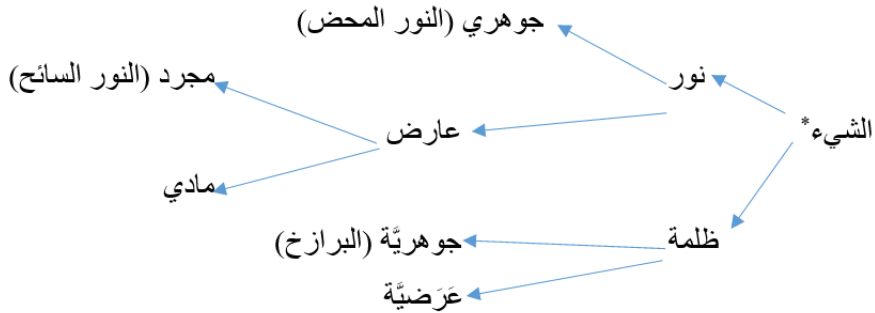 جوهري (النور المحض)
نور
مجرد (النور السائح)
الشيء*
عارض
مادي
ظلمة
جوهريَّة (البرازخ)
عَرَضيَّة